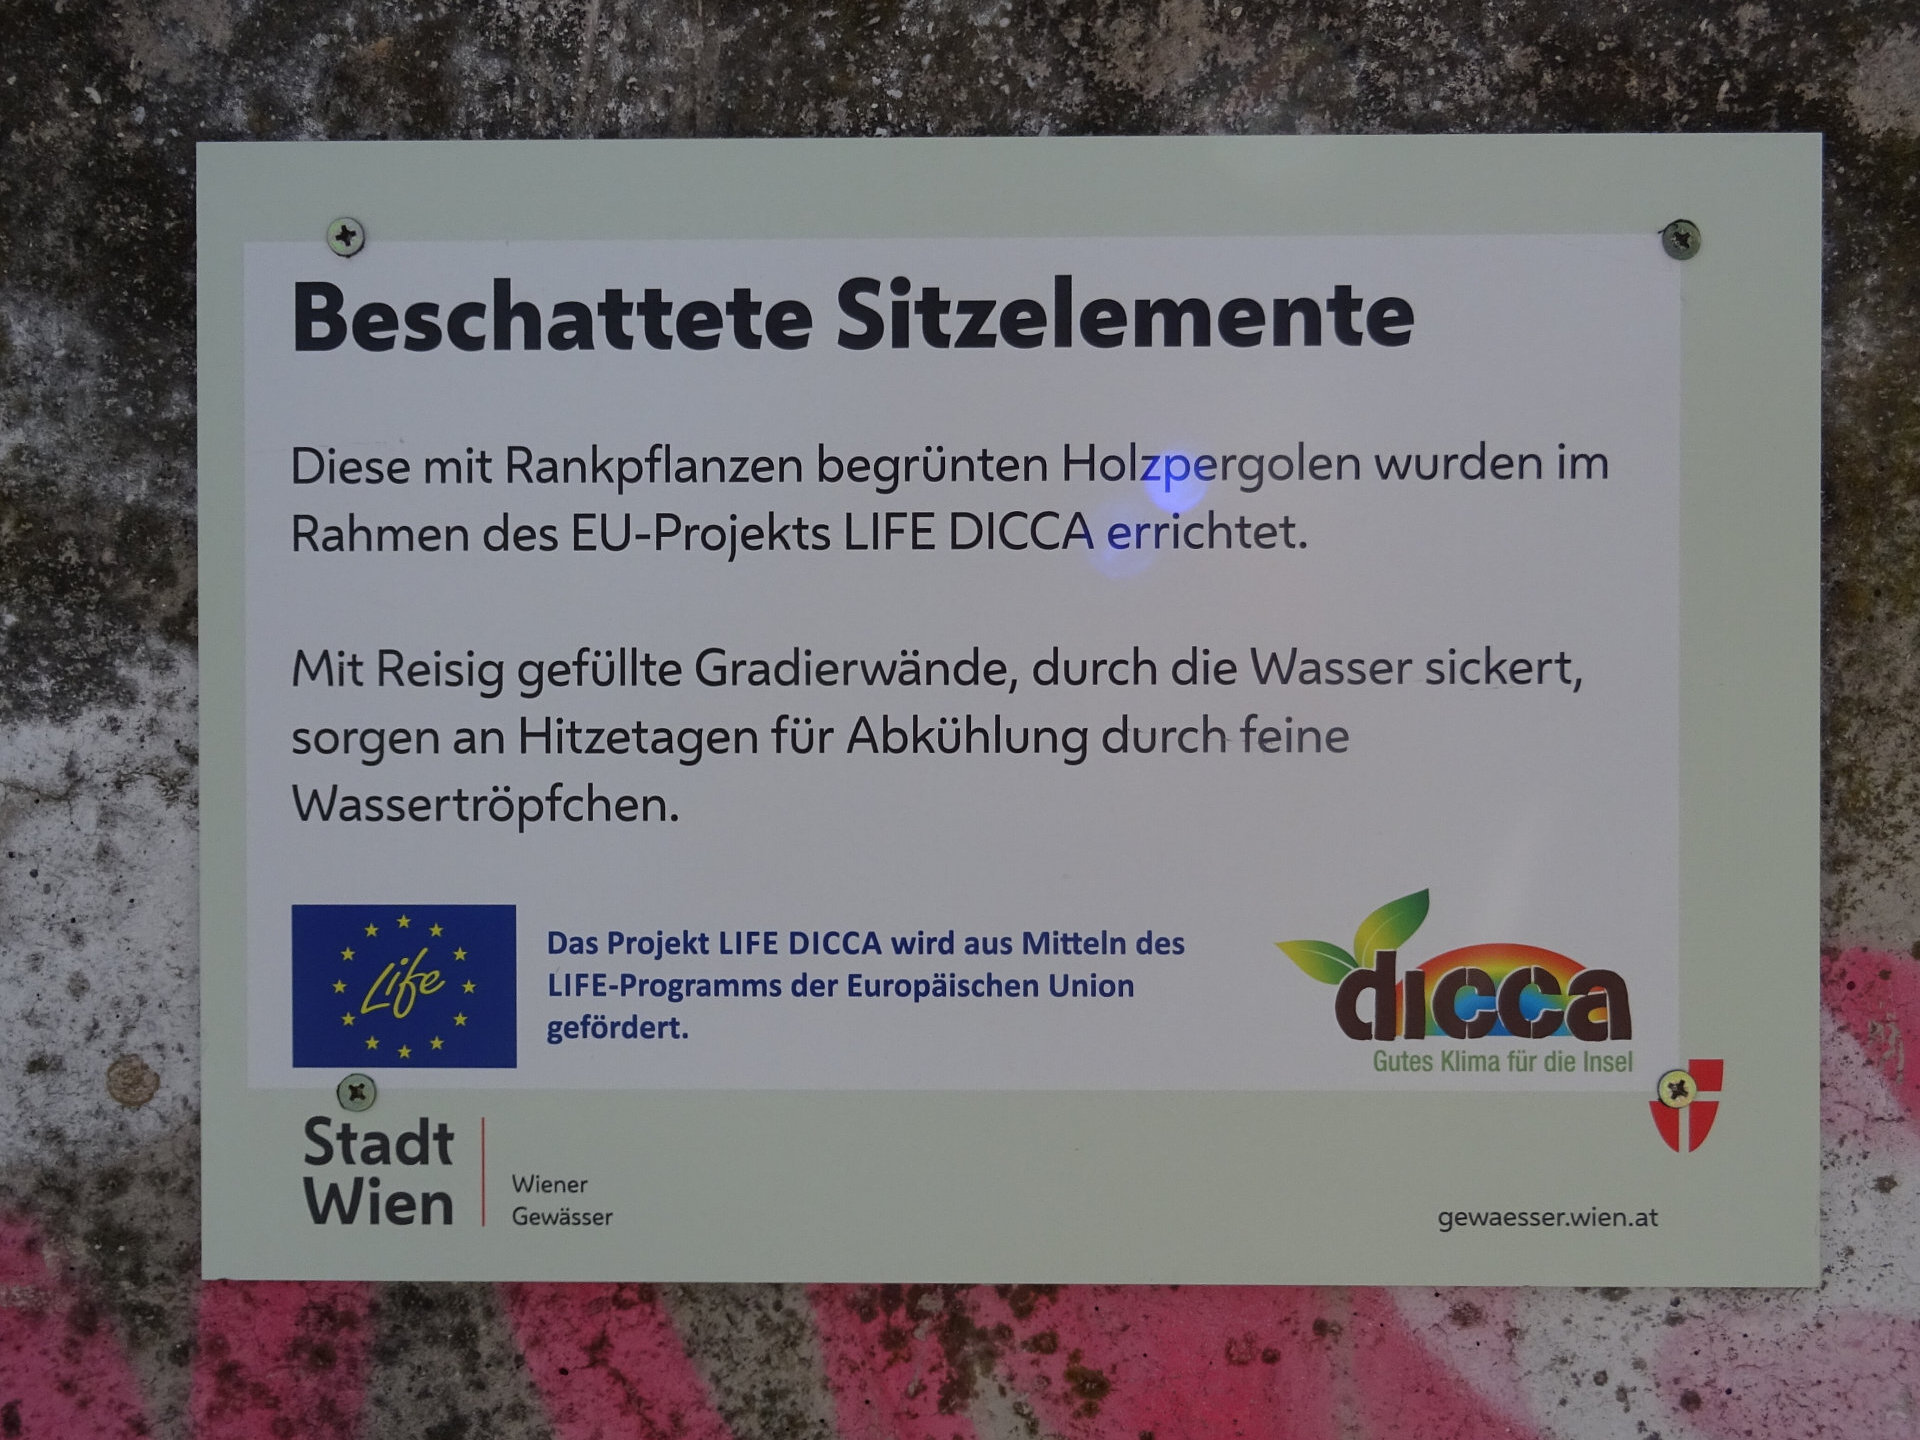 Beschattete Sitzelemente
Diese mit Rankpflanzen begrünten Holzpergolen wurden im
Rahmen des EU-Projekts LIFE DICCA errichtet.
Mit Reisig gefüllte Gradierwände, durch die Wasser sickert,
sorgen an Hitzetagen für Abkühlung durch feine
Wassertröpfchen.
Life
Das Projekt LIFE DICCA wird aus Mitteln des
LIFE-Programms der Europäischen Union
gefördert.
dicca
Gutes Klima für die Insel
Stadt
Wien
Wiener
Gewässer
gewaesser.wien.at